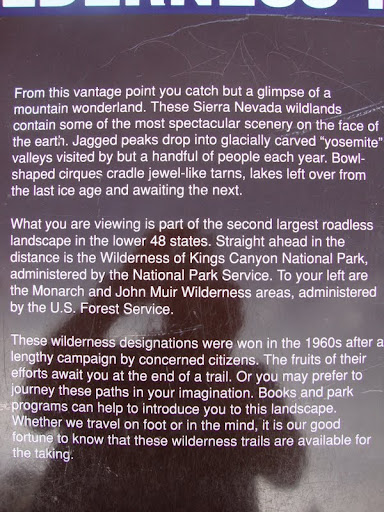 From this vantage point you catch but a glimpse of a
mountain wonderland. These Sierra Nevada wildlands
contain some of the most spectacular scenery on the face of
the earth. Jagged peaks drop into glacially carved "yosemite"
valleys visited by but a handful of people each year. Bowl-
shaped cirques cradle jewel-like tarns, lakes left over from
the last ice age and awaiting the next.
What you are viewing is part of the second largest roadless
landscape in the lower 48 states. Straight ahead in the
distance is the Wilderness of Kings Canyon National Park,
administered by the National Park Service. To your left are
the Monarch and John Muir Wilderness areas, administered
by the U.S. Forest Service.
These wilderness designations were won in the 1960s after a
lengthy campaign by concerned citizens. The fruits of their
efforts await you at the end of a trail. Or you may prefer to
journey these paths in your imagination. Books and park
programs can help to introduce you to this landscape.
Whether we travel on foot or in the mind, it is our good
fortune to know that these wilderness trails are available for
the taking.